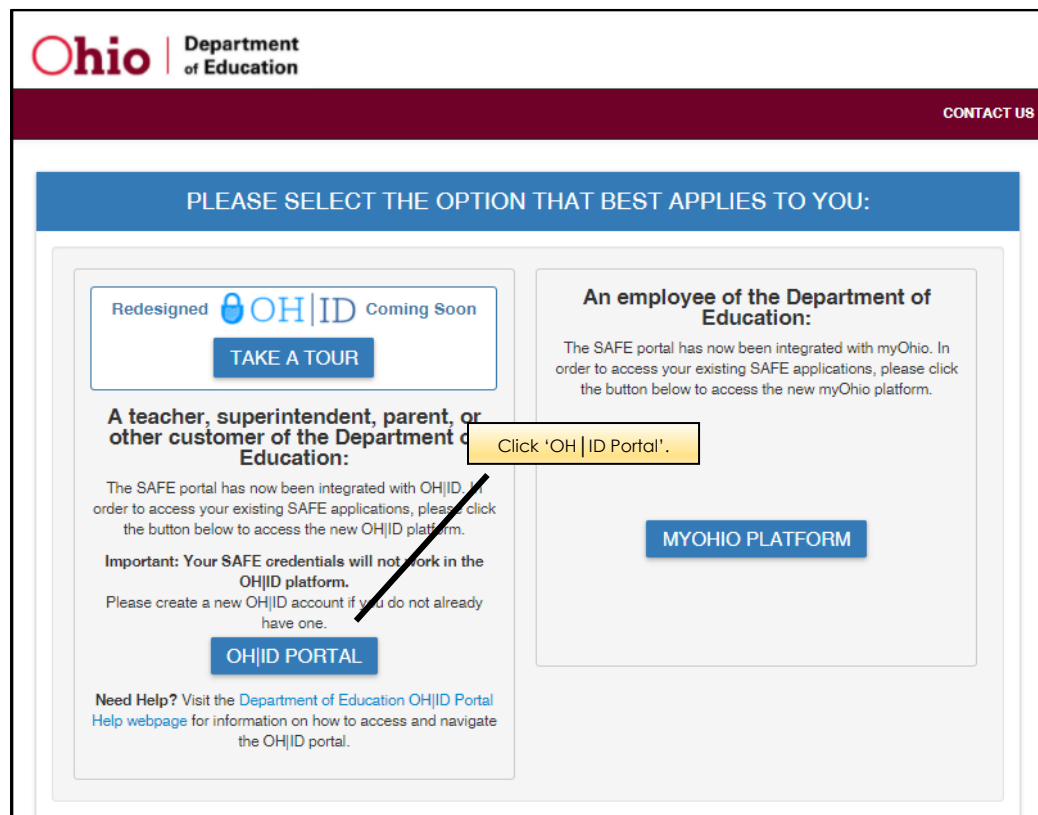 Ohio Department
of Education
CONTACT US
PLEASE SELECT THE OPTION THAT BEST APPLIES TO YOU:
Redesigned OH|ID Coming Soon
TAKE A TOUR
A teacher, superintendent, parent, or
other customer of the Department
Education:
The SAFE portal has now been integrated with OH|ID. In
order to access your existing SAFE applications, please click
the button below to access the new OH|ID platform.
Important: Your SAFE credentials will not work in the
OH|ID platform.
Please create a new OH|ID account if you do not already
have one.
OH|ID PORTAL
Need Help? Visit the Department of Education OH|ID Portal
Help webpage for information on how to access and navigate
the OH|ID portal.
Click ‘OH|ID Portal’.
An employee of the Department of
Education:
The SAFE portal has now been integrated with myOhio. In
order to access your existing SAFE applications, please click
the button below to access the new myOhio platform.
MYOHIO PLATFORM